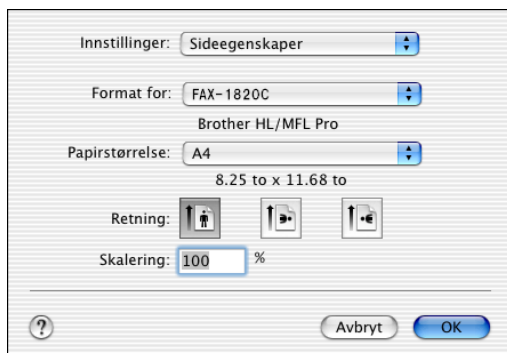 Innstillinger: Sideegenskaper
Format for: FAX-1820C
Brother HL/MFL Pro
Papirstørrelse: A4
8.25 to x 11.68 to
Retning:
Skalering: 100 %
? Avbryt OK